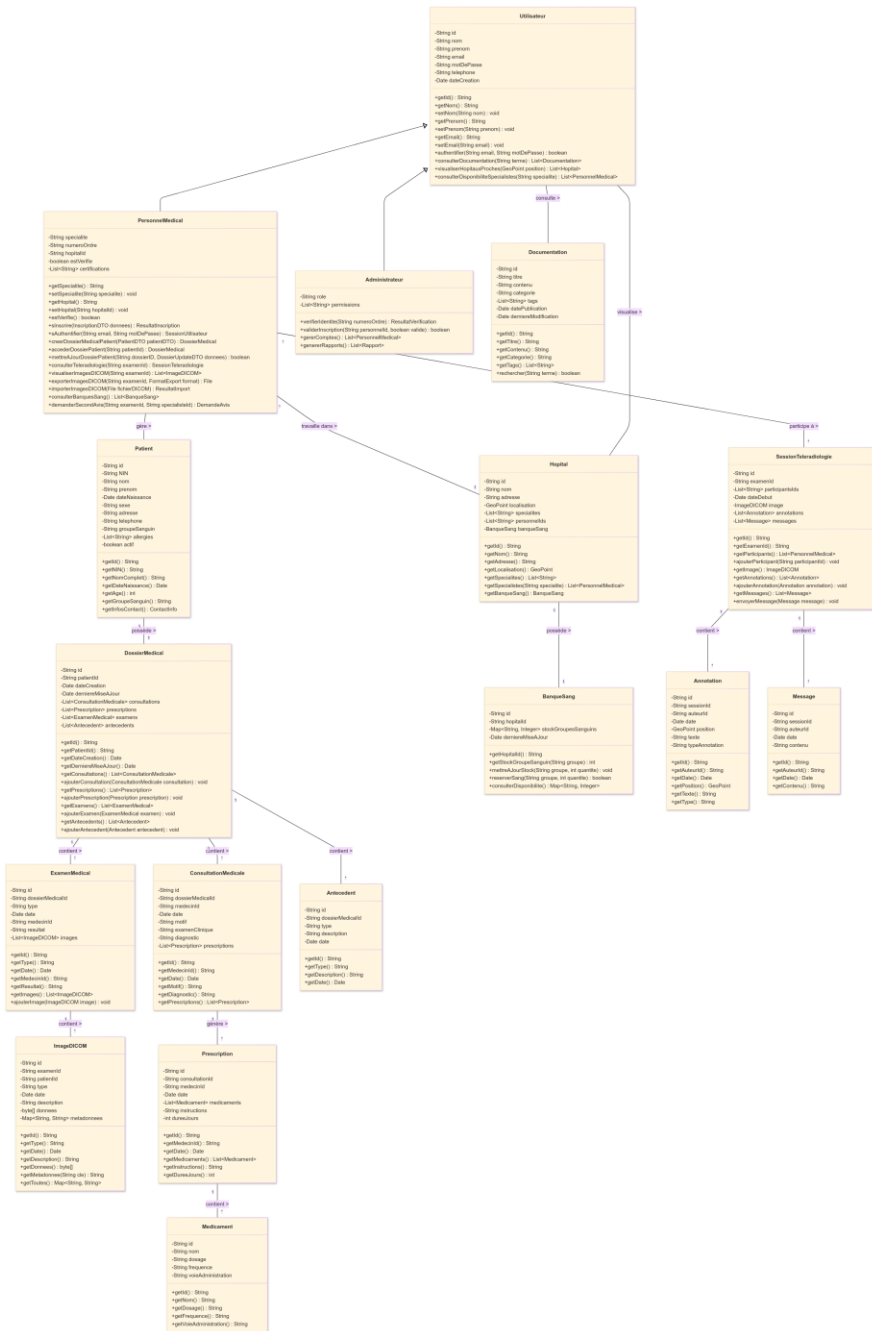 Utilisateur
-String id
-String nom
-String prenom
-String email
-String motDePasse
-String telephone
-Date dateCreation
+getId() : String
+getNom() : String
+setNom(String nom) : void
+getPrenom() : String
+setPrenom(String prenom) : void
+getEmail() : String
+setEmail(String email) : void
+authentifier(String email, String motDePasse) : boolean
+consulterDocumentation(String terme) : List<Documentation>
+visualiserHopitauxProches(GeoPoint position) : List<Hopital>
+consulterDisponibiliteSpecialistes(String specialite) : List<PersonnelMedical>
consulte >
visualise >
PersonnelMedical
-String specialite
-String numeroOrdre
-String hopitalId
-boolean estVerifie
-List<String> certifications
+getSpecialite() : String
+setSpecialite(String specialite) : void
+getHopital() : String
+setHopital(String hopitalId) : void
+estVerifie() : boolean
+sInscrire(InscriptionDTO donnees) : ResultatInscription
+sAuthentifier(String email, String motDePasse) : SessionUtilisateur
+creerDossierMedicalPatient(PatientDTO patientDTO) : DossierMedical
+accederDossierPatient(String patientId) : DossierMedical
+mettreAJourDossierPatient(String dossierID, DossierUpdateDTO donnees) : boolean
+consulterTeleradiologie(String examenId) : SessionTeleradiologie
+visualiserImagesDICOM(String examenId) : List<ImageDICOM>
+exporterImagesDICOM(String examenId, FormatExport format) : File
+importerImagesDICOM(File fichierDICOM) : ResultatImport
+consulterBanquesSang() : List<BanqueSang>
+demanderSecondAvis(String examenId, String specialisteId) : DemandeAvis
Administrateur
-String role
-List<String> permissions
+verifierIdentite(String numeroOrdre) : ResultatVerification
+validerInscription(String personnelId, boolean valide) : boolean
+gererComptes() : List<PersonnelMedical>
+genererRapports() : List<Rapport>
Documentation
-String id
-String titre
-String contenu
-String categorie
-List<String> tags
-Date datePublication
-Date derniereModification
+getId() : String
+getTitre() : String
+getContenu() : String
+getCategorie() : String
+getTags() : List<String>
+rechercher(String terme) : boolean
gère >
travaille dans >
participe à >
Patient
-String id
-String NIN
-String nom
-String prenom
-Date dateNaissance
-String sexe
-String adresse
-String telephone
-String groupeSanguin
-List<String> allergies
-boolean actif
+getId() : String
+getNIN() : String
+getNomComplet() : String
+getDateNaissance() : Date
+getAge() : int
+getGroupeSanguin() : String
+getInfosContact() : ContactInfo
Hopital
-String id
-String nom
-String adresse
-GeoPoint localisation
-List<String> specialites
-List<String> personnelIds
-BanqueSang banqueSang
+getId() : String
+getNom() : String
+getAdresse() : String
+getLocalisation() : GeoPoint
+getSpecialites() : List<String>
+getSpecialistes(String specialite) : List<PersonnelMedical>
+getBanqueSang() : BanqueSang
SessionTeleradiologie
-String id
-String examenId
-List<String> participantsIds
-Date dateDebut
-ImageDICOM image
-List<Annotation> annotations
-List<Message> messages
+getId() : String
+getExamenId() : String
+getParticipants() : List<PersonnelMedical>
+ajouterParticipant(String participantId) : void
+getImage() : ImageDICOM
+getAnnotations() : List<Annotation>
+ajouterAnnotation(Annotation annotation) : void
+getMessages() : List<Message>
+envoyerMessage(Message message) : void
possède >
possède >
contient >
contient >
DossierMedical
-String id
-String patientId
-Date dateCreation
-Date derniereMiseAJour
-List<ConsultationMedicale> consultations
-List<Prescription> prescriptions
-List<ExamenMedical> examens
-List<Antecedent> antecedents
+getId() : String
+getPatientId() : String
+getDateCreation() : Date
+getDerniereMiseAJour() : Date
+getConsultations() : List<ConsultationMedicale>
+ajouterConsultation(ConsultationMedicale consultation) : void
+getPrescriptions() : List<Prescription>
+ajouterPrescription(Prescription prescription) : void
+getExamens() : List<ExamenMedical>
+ajouterExamen(ExamenMedical examen) : void
+getAntecedents() : List<Antecedent>
+ajouterAntecedent(Antecedent antecedent) : void
BanqueSang
-String id
-String hopitalId
-Map<String, Integer> stockGroupesSanguins
-Date derniereMiseAJour
+getHopitalId() : String
+getStockGroupeSanguin(String groupe) : int
+mettreAJourStock(String groupe, int quantite) : void
+reserverSang(String groupe, int quantite) : boolean
+consulterDisponibilite() : Map<String, Integer>
Annotation
-String id
-String sessionId
-String auteurId
-Date date
-GeoPoint position
-String texte
-String typeAnnotation
+getId() : String
+getAuteurId() : String
+getDate() : Date
+getPosition() : GeoPoint
+getTexte() : String
+getType() : String
Message
-String id
-String sessionId
-String auteurId
-Date date
-String contenu
+getId() : String
+getAuteurId() : String
+getDate() : Date
+getContenu() : String
contient >
contient >
contient >
ExamenMedical
-String id
-String dossierMedicalId
-String type
-Date date
-String medecinId
-String resultat
-List<ImageDICOM> images
+getId() : String
+getType() : String
+getDate() : Date
+getMedecinId() : String
+getResultat() : String
+getImages() : List<ImageDICOM>
+ajouterImage(ImageDICOM image) : void
ConsultationMedicale
-String id
-String dossierMedicalId
-String medecinId
-Date date
-String motif
-String examenClinique
-String diagnostic
-List<Prescription> prescriptions
+getId() : String
+getMedecinId() : String
+getDate() : Date
+getMotif() : String
+getDiagnostic() : String
+getPrescriptions() : List<Prescription>
Antecedent
-String id
-String dossierMedicalId
-String type
-String description
-Date date
+getId() : String
+getType() : String
+getDescription() : String
+getDate() : Date
contient >
génère >
ImageDICOM
-String id
-String examenId
-String patientId
-String type
-Date date
-String description
-byte[] donnees
-Map<String, String> metadonnees
+getId() : String
+getType() : String
+getDate() : Date
+getDescription() : String
+getDonnees() : byte[]
+getMetadonnee(String cle) : String
+getToutes() : Map<String, String>
Prescription
-String id
-String consultationId
-String medecinId
-Date date
-List<Medicament> medicaments
-String instructions
-int dureeJours
+getId() : String
+getMedecinId() : String
+getDate() : Date
+getMedicaments() : List<Medicament>
+getInstructions() : String
+getDureeJours() : int
contient >
Medicament
-String id
-String nom
-String dosage
-String frequence
-String voieAdministration
+getId() : String
+getNom() : String
+getDosage() : String
+getFrequence() : String
+getVoieAdministration() : String